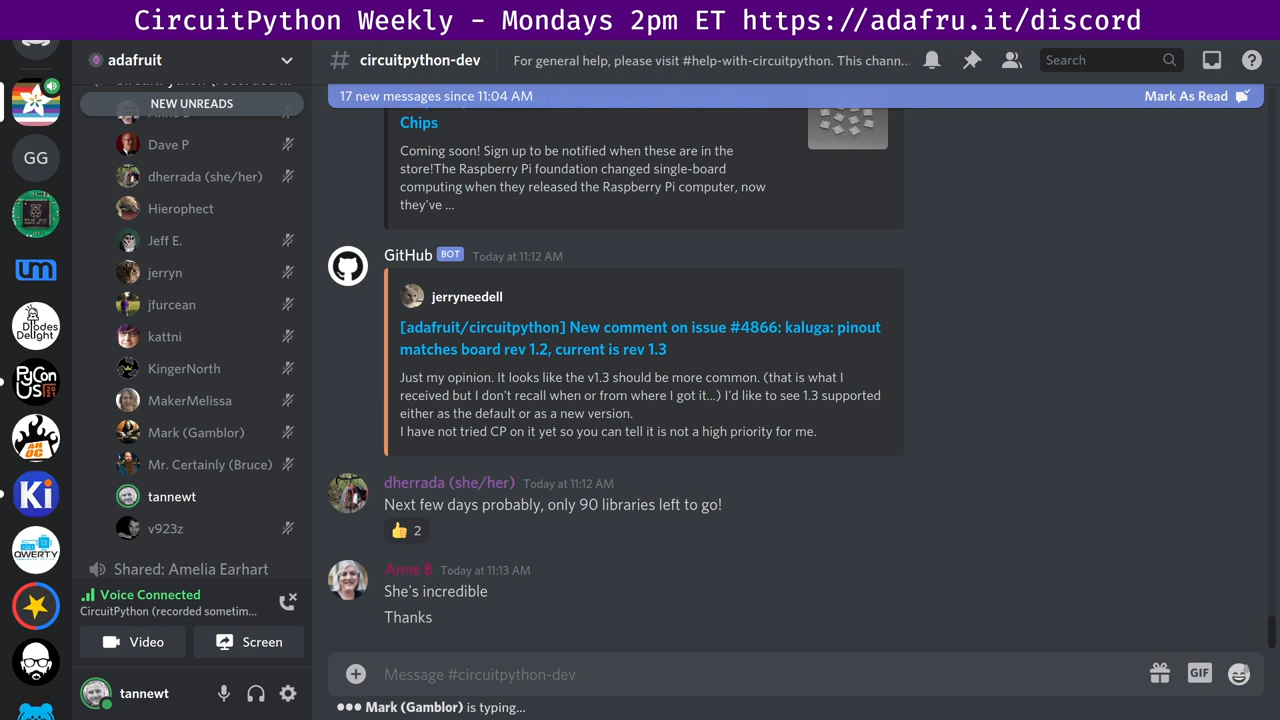 CircuitPython Weekly - Mondays 2pm ET https://adafru.it/discord
adafruit
NEW UNREADS
Dave P
dherrada (she/her)
Hierophect
Jeff E.
jerryn
jfurcean
kattni
KingerNorth
MakerMelissa
Mark (Gamblor)
Mr. Certainly (Bruce)
tannewt
v923z
Shared: Amelia Earhart
Voice Connected
CircuitPython (recorded sometim...
Video
Screen
tannewt
GG
um
Diodes Delight
PyCon US 2021
Ki
QWERTY
circuitpython-dev
For general help, please visit #help-with-circuitpython. This chann...
Search
17 new messages since 11:04 AM
Mark As Read
Chips
Coming soon! Sign up to be notified when these are in the
store!The Raspberry Pi foundation changed single-board
computing when they released the Raspberry Pi computer, now
they've ...
GitHub BOT Today at 11:12 AM
jerryneedell
[adafruit/circuitpython] New comment on issue #4866: kaluga: pinout
matches board rev 1.2, current is rev 1.3
Just my opinion. It looks like the v1.3 should be more common. (that is what I
received but I don't recall when or from where I got it...) I'd like to see 1.3 supported
either as the default or as a new version.
I have not tried CP on it yet so you can tell it is not a high priority for me.
dherrada (she/her) Today at 11:12 AM
Next few days probably, only 90 libraries left to go!
2
Anne B Today at 11:13 AM
She's incredible
Thanks
Message #circuitpython-dev
GIF
Mark (Gamblor) is typing...